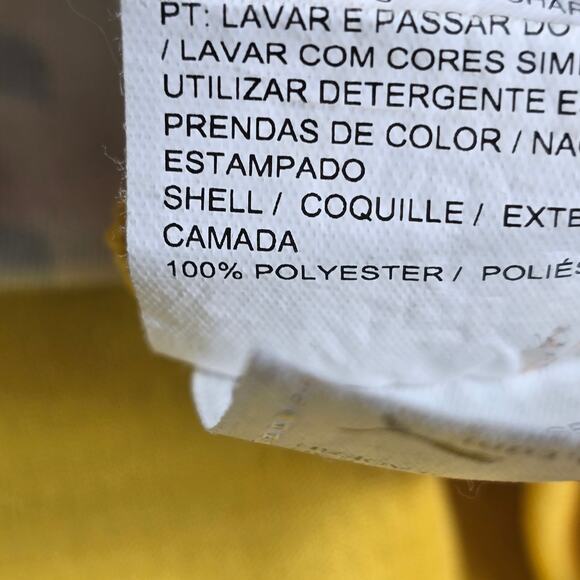 PT: LAVAR E PASSAR DO
/ LAVAR COM CORES SIM
UTILIZAR DETERGENTE E
PRENDAS DE COLOR / NA
ESTAMPADO
SHELL / COQUILLE / EXTE
CAMADA
100% POLYESTER / POLIÉS